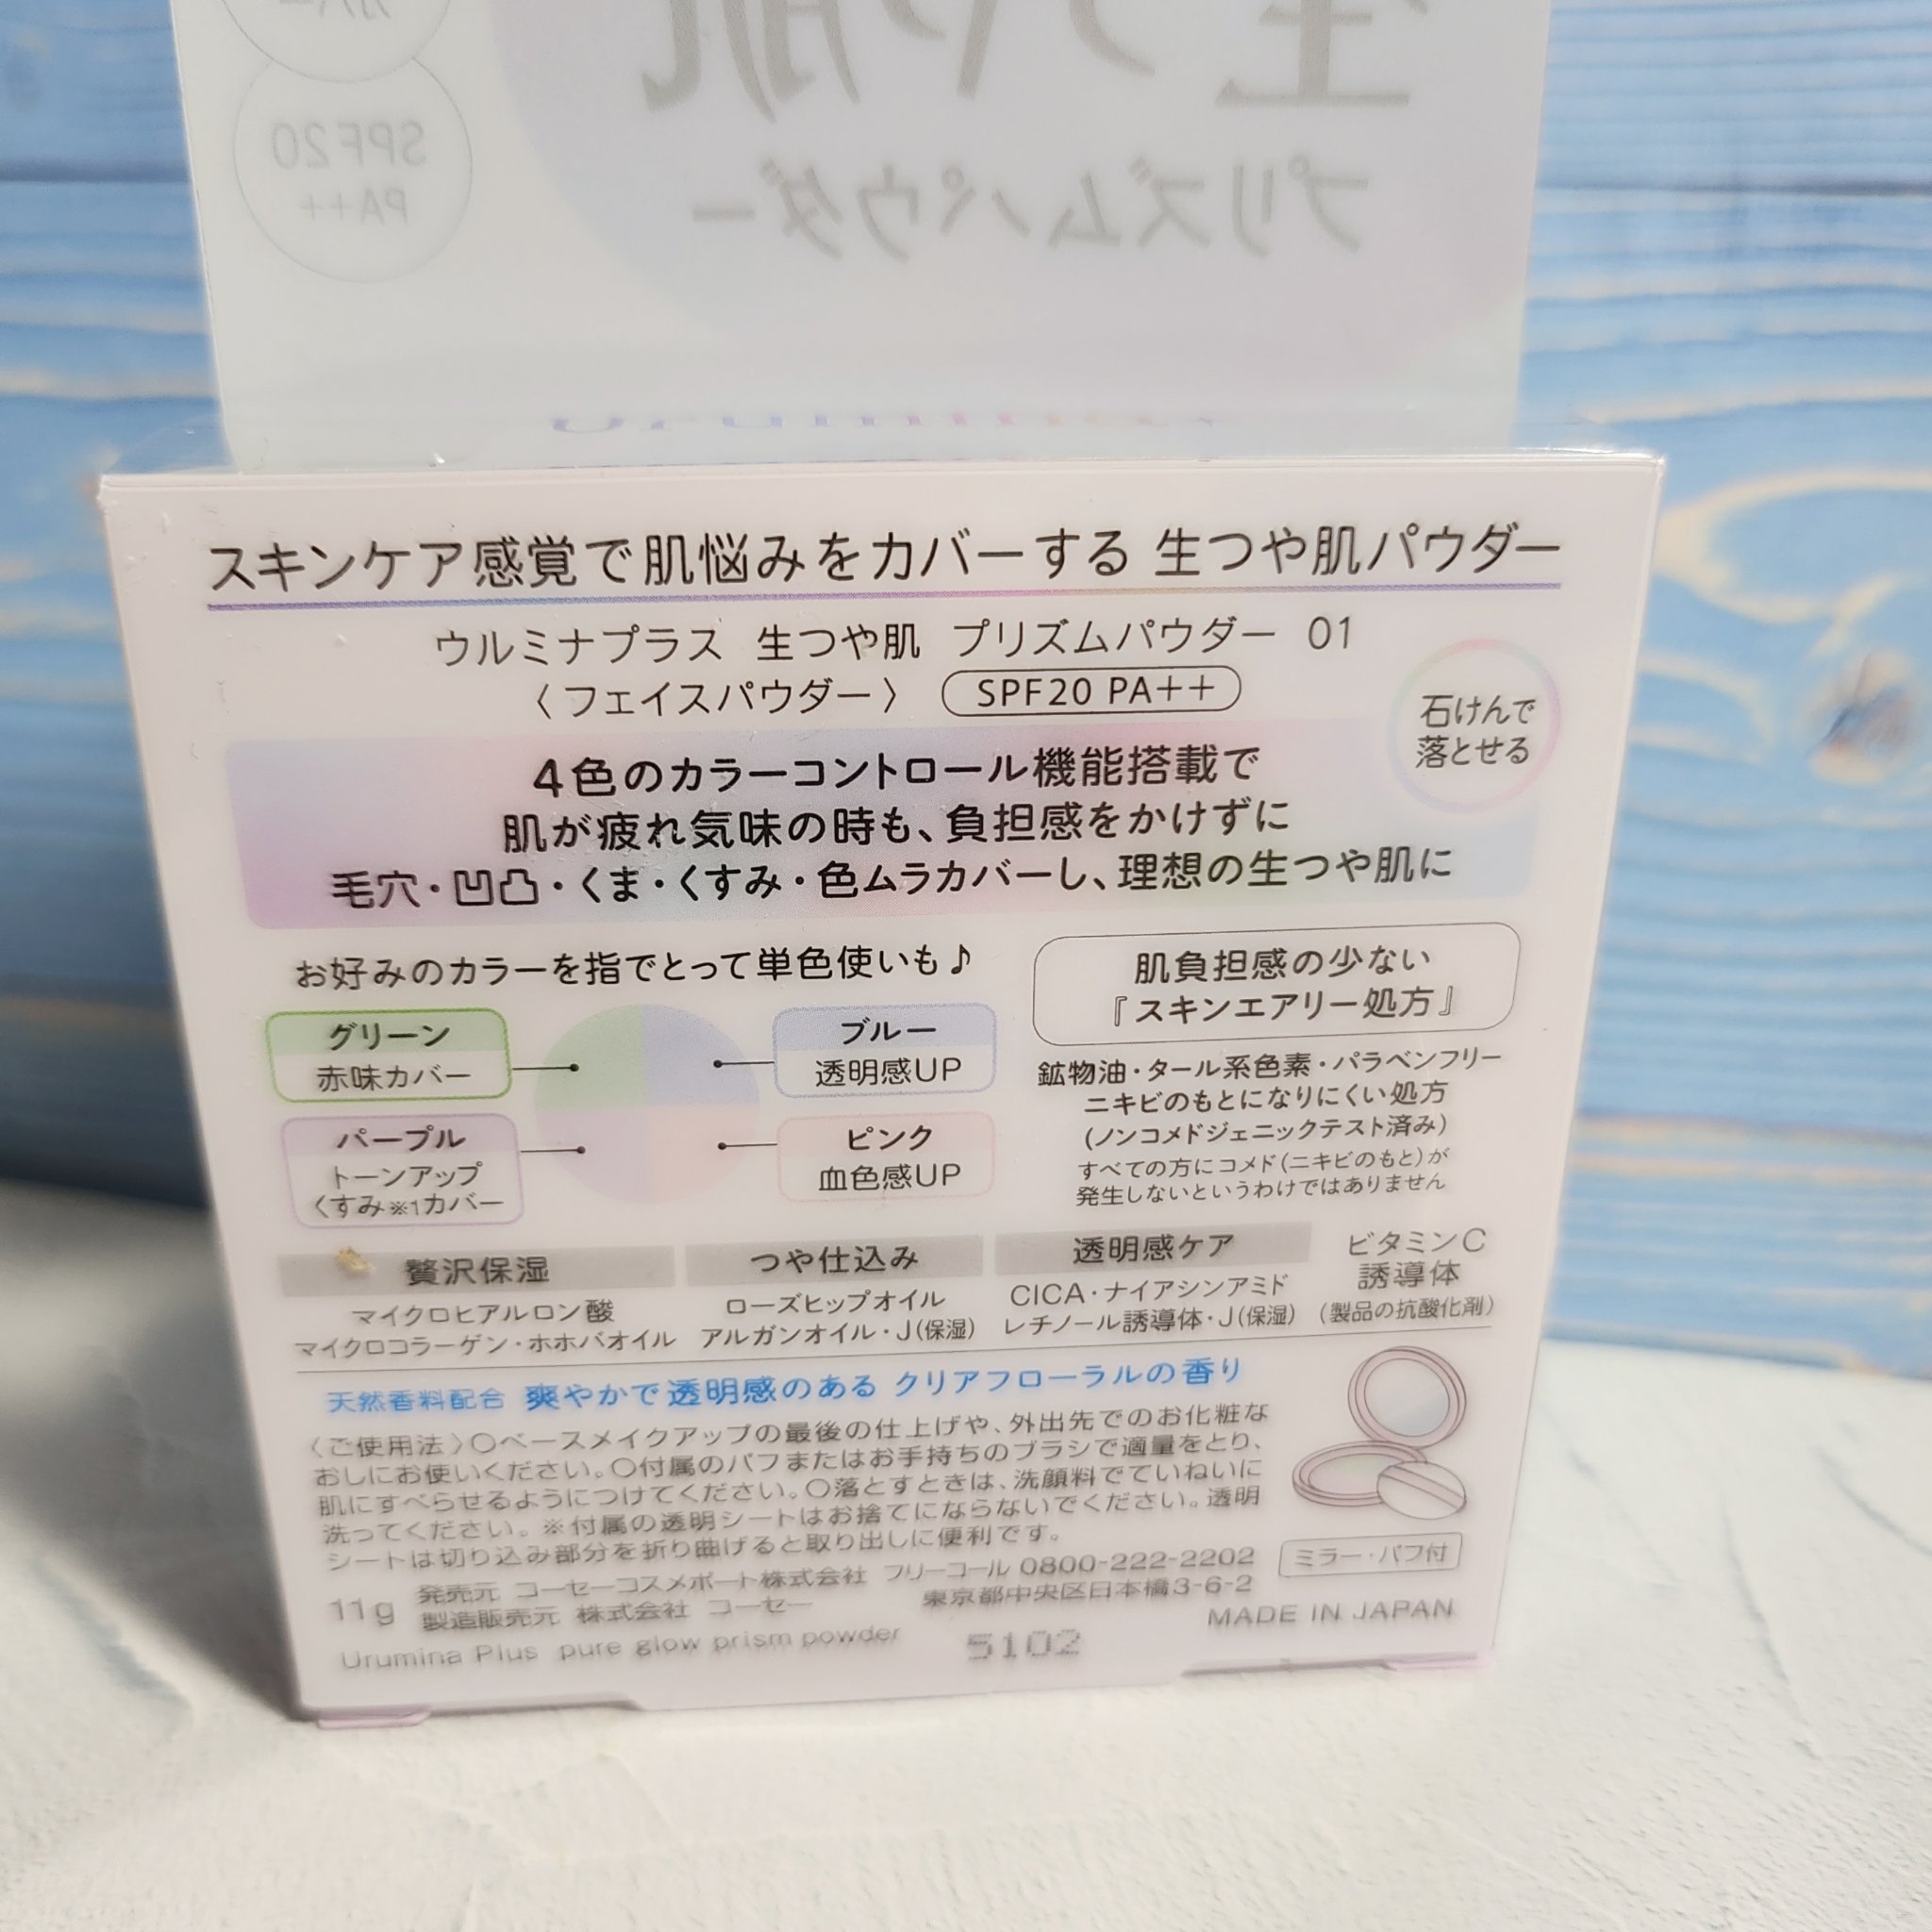 カバー
SPF20
PA++
生つや肌
プリズムパウダー
スキンケア感覚で肌悩みをカバーする 生つや肌パウダー
ウルミナプラス 生つや肌 プリズムパウダー 01
〈フェイスパウダー〉 SPF20 PA++
石けんで
落とせる
4色のカラーコントロール機能搭載で
肌が疲れ気味の時も、負担感をかけずに
毛穴・凹凸・くま・くすみ・色ムラカバーし、理想の生つや肌に
お好みのカラーを指でとって単色使いも♪
グリーン
赤味カバー
ブルー
透明感UP
パープル
トーンアップ
くすみ※1カバー
ピンク
血色感UP
肌負担感の少ない
『スキンエアリー処方』
鉱物油・タール系色素・パラベンフリー
ニキビのもとになりにくい処方
(ノンコメドジェニックテスト済み)
すべての方にコメド(ニキビのもと)が
発生しないというわけではありません
贅沢保湿
マイクロヒアルロン酸
マイクロコラーゲン・ホホバオイル
つや仕込み
ローズヒップオイル
アルガンオイル・J(保湿)
透明感ケア
CICA・ナイアシンアミド
レチノール誘導体・J(保湿)
ビタミンC
誘導体
(製品の抗酸化剤)
天然香料配合 爽やかで透明感のある クリアフローラルの香り
〈ご使用法〉○ベースメイクアップの最後の仕上げや、外出先でのお化粧な
おしにお使いください。○付属のパフまたはお手持ちのブラシで適量をとり、
肌にすべらせるようにつけてください。○落とすときは、洗顔料でていねいに
洗ってください。※付属の透明シートはお捨てにならないでください。透明
シートは切り込み部分を折り曲げると取り出しに便利です。
ミラー・パフ付
11g
発売元 コーセーコスメポート株式会社 フリーコール 0800-222-2202
製造販売元 株式会社 コーセー 東京都中央区日本橋3-6-2
MADE IN JAPAN
Urumina Plus pure glow prism powder
5102